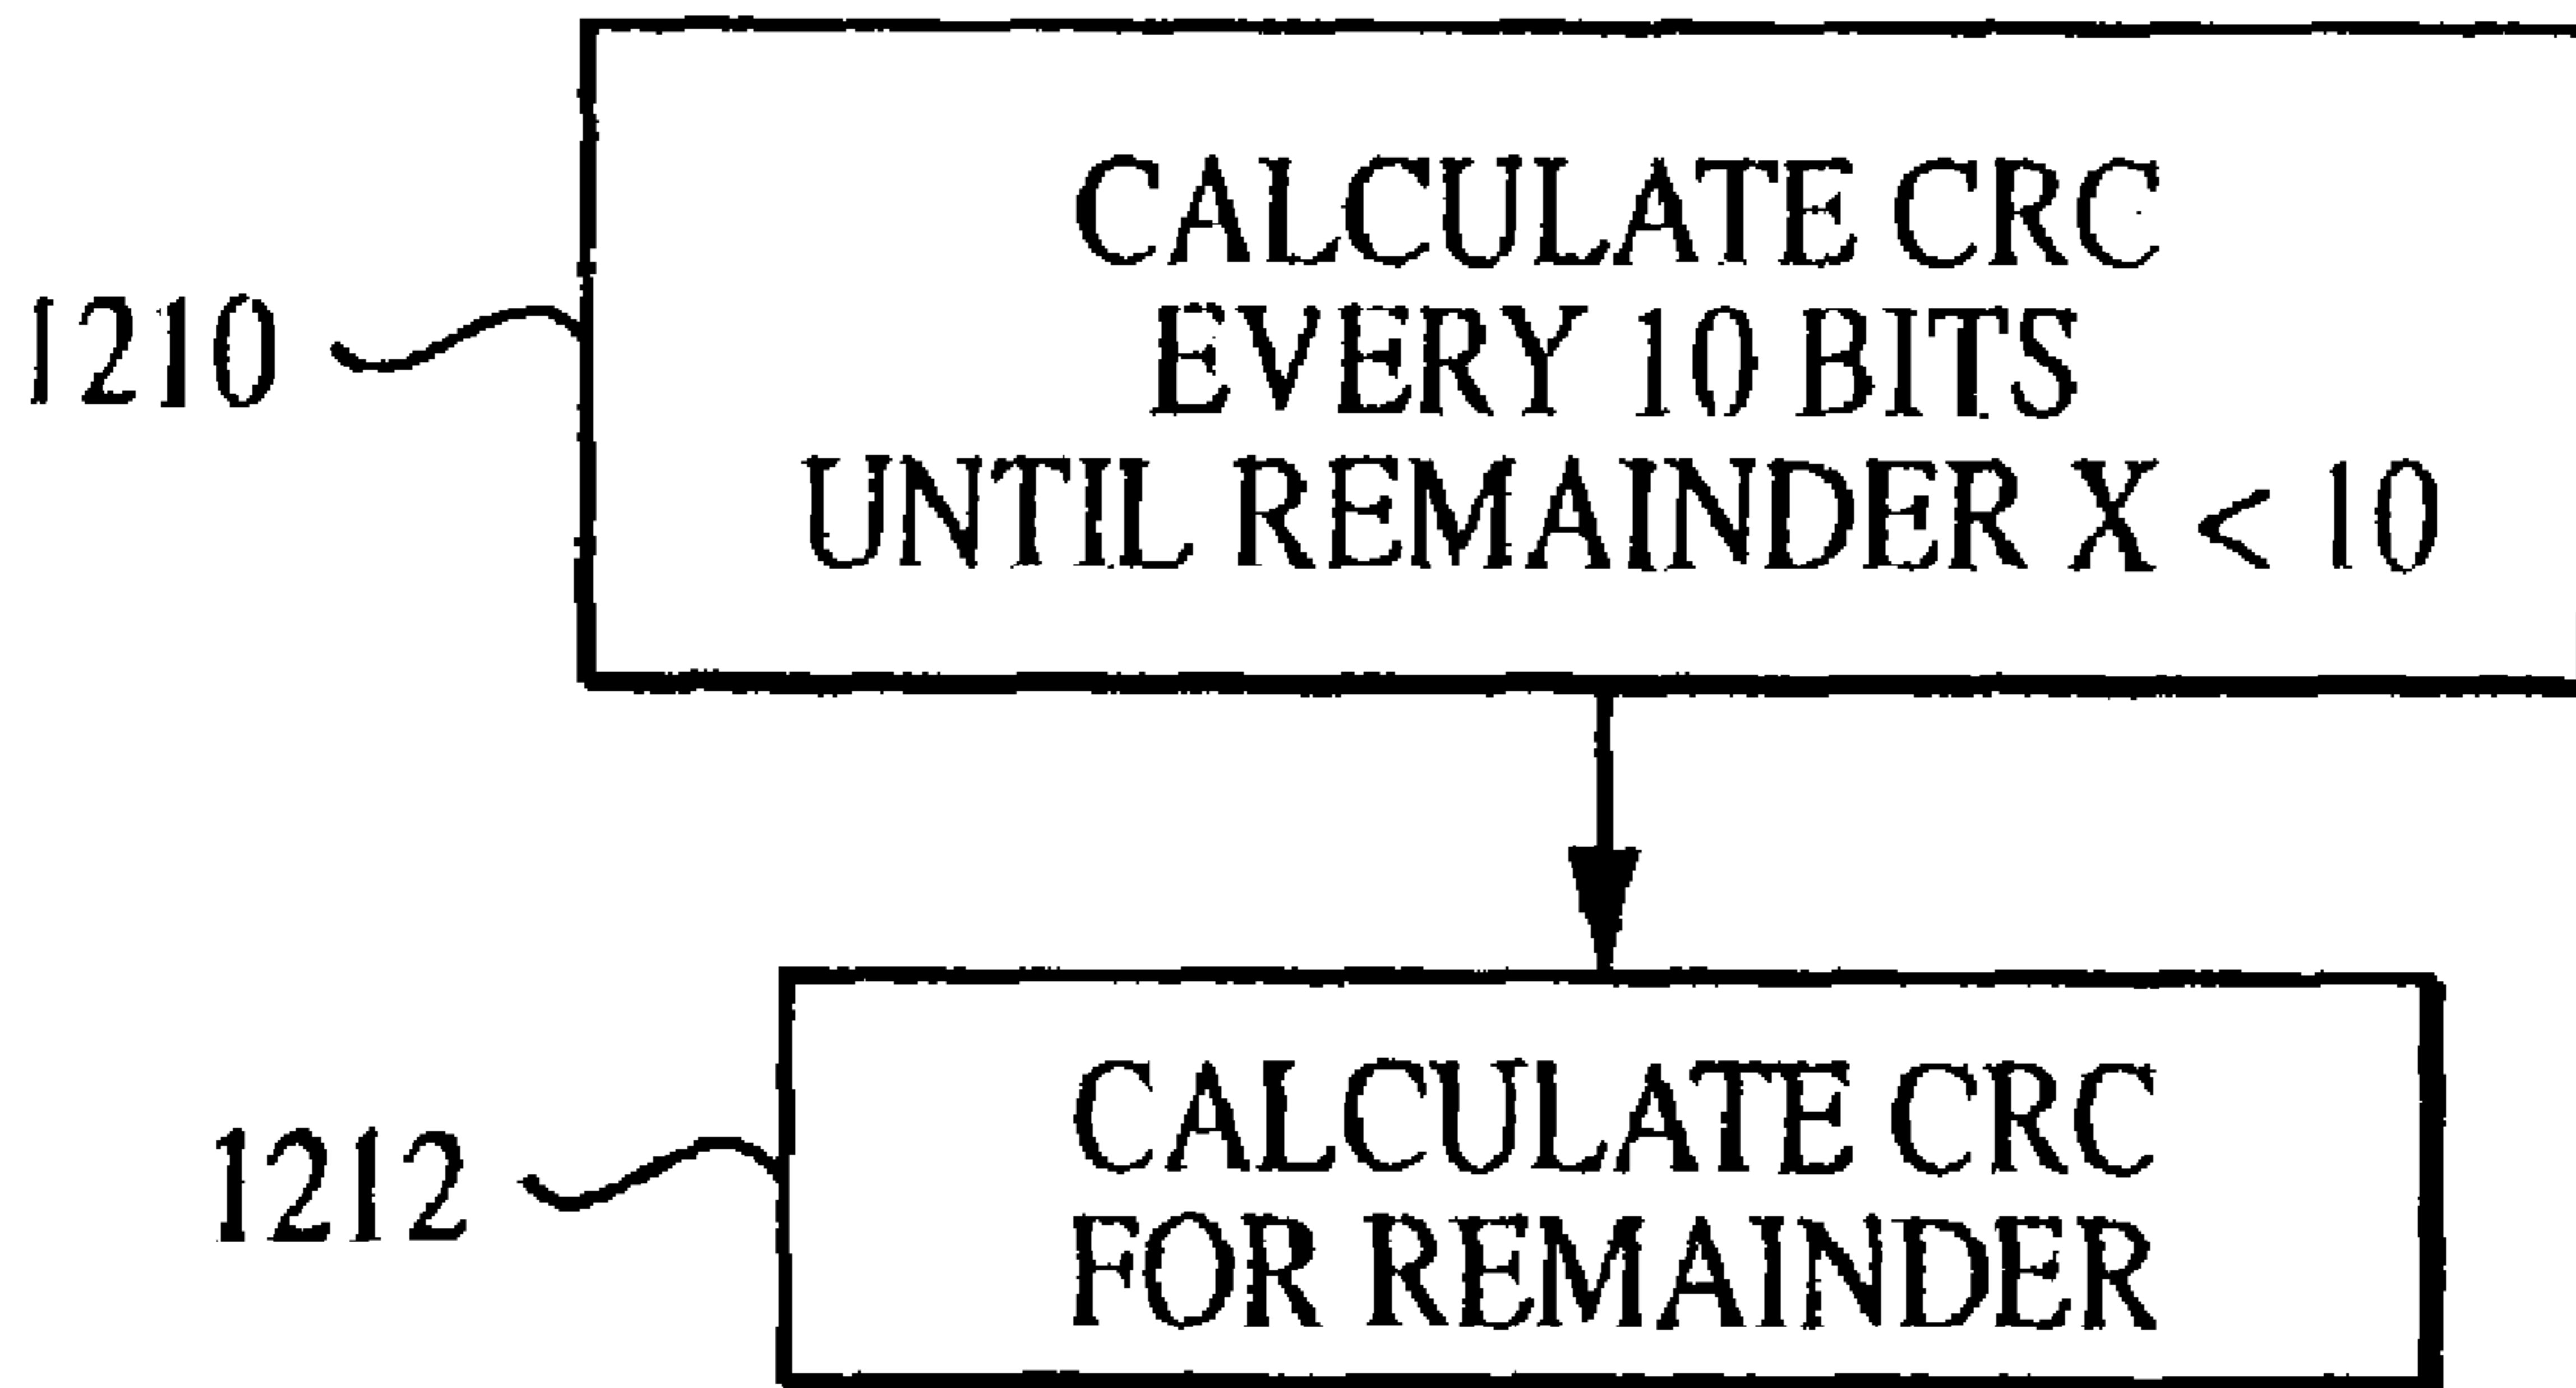 CALCULATE CRC
1210 EVERY 10 BITS
UNTIL REMAINDER X < 10
CALCULATE CRC
1212
FOR REMAINDER